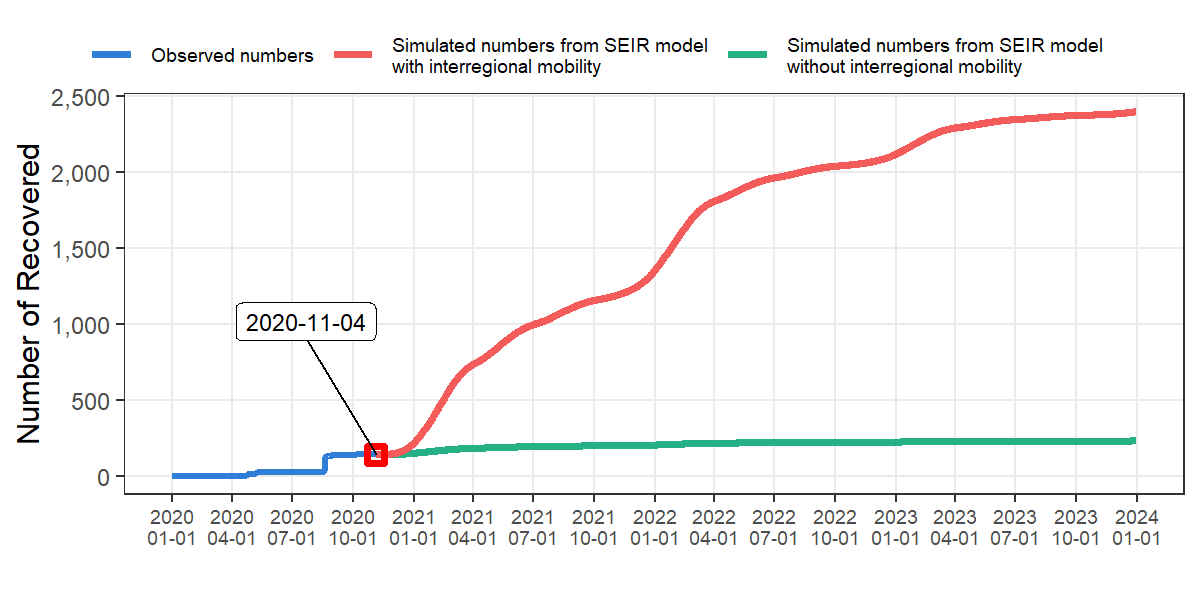 Observed numbers
Simulated numbers from SEIR model
with interregional mobility
Simulated numbers from SEIR model
without interregional mobility
Number of Recovered
2,500
2,000
1,500
1,000
500
0
2020-11-04
2020 2020 2020 2020 2021 2021 2021 2021 2022 2022 2022 2022 2023 2023 2023 2023 2024
01-01 04-01 07-01 10-01 01-01 04-01 07-01 10-01 01-01 04-01 07-01 10-01 01-01 04-01 07-01 10-01 01-01